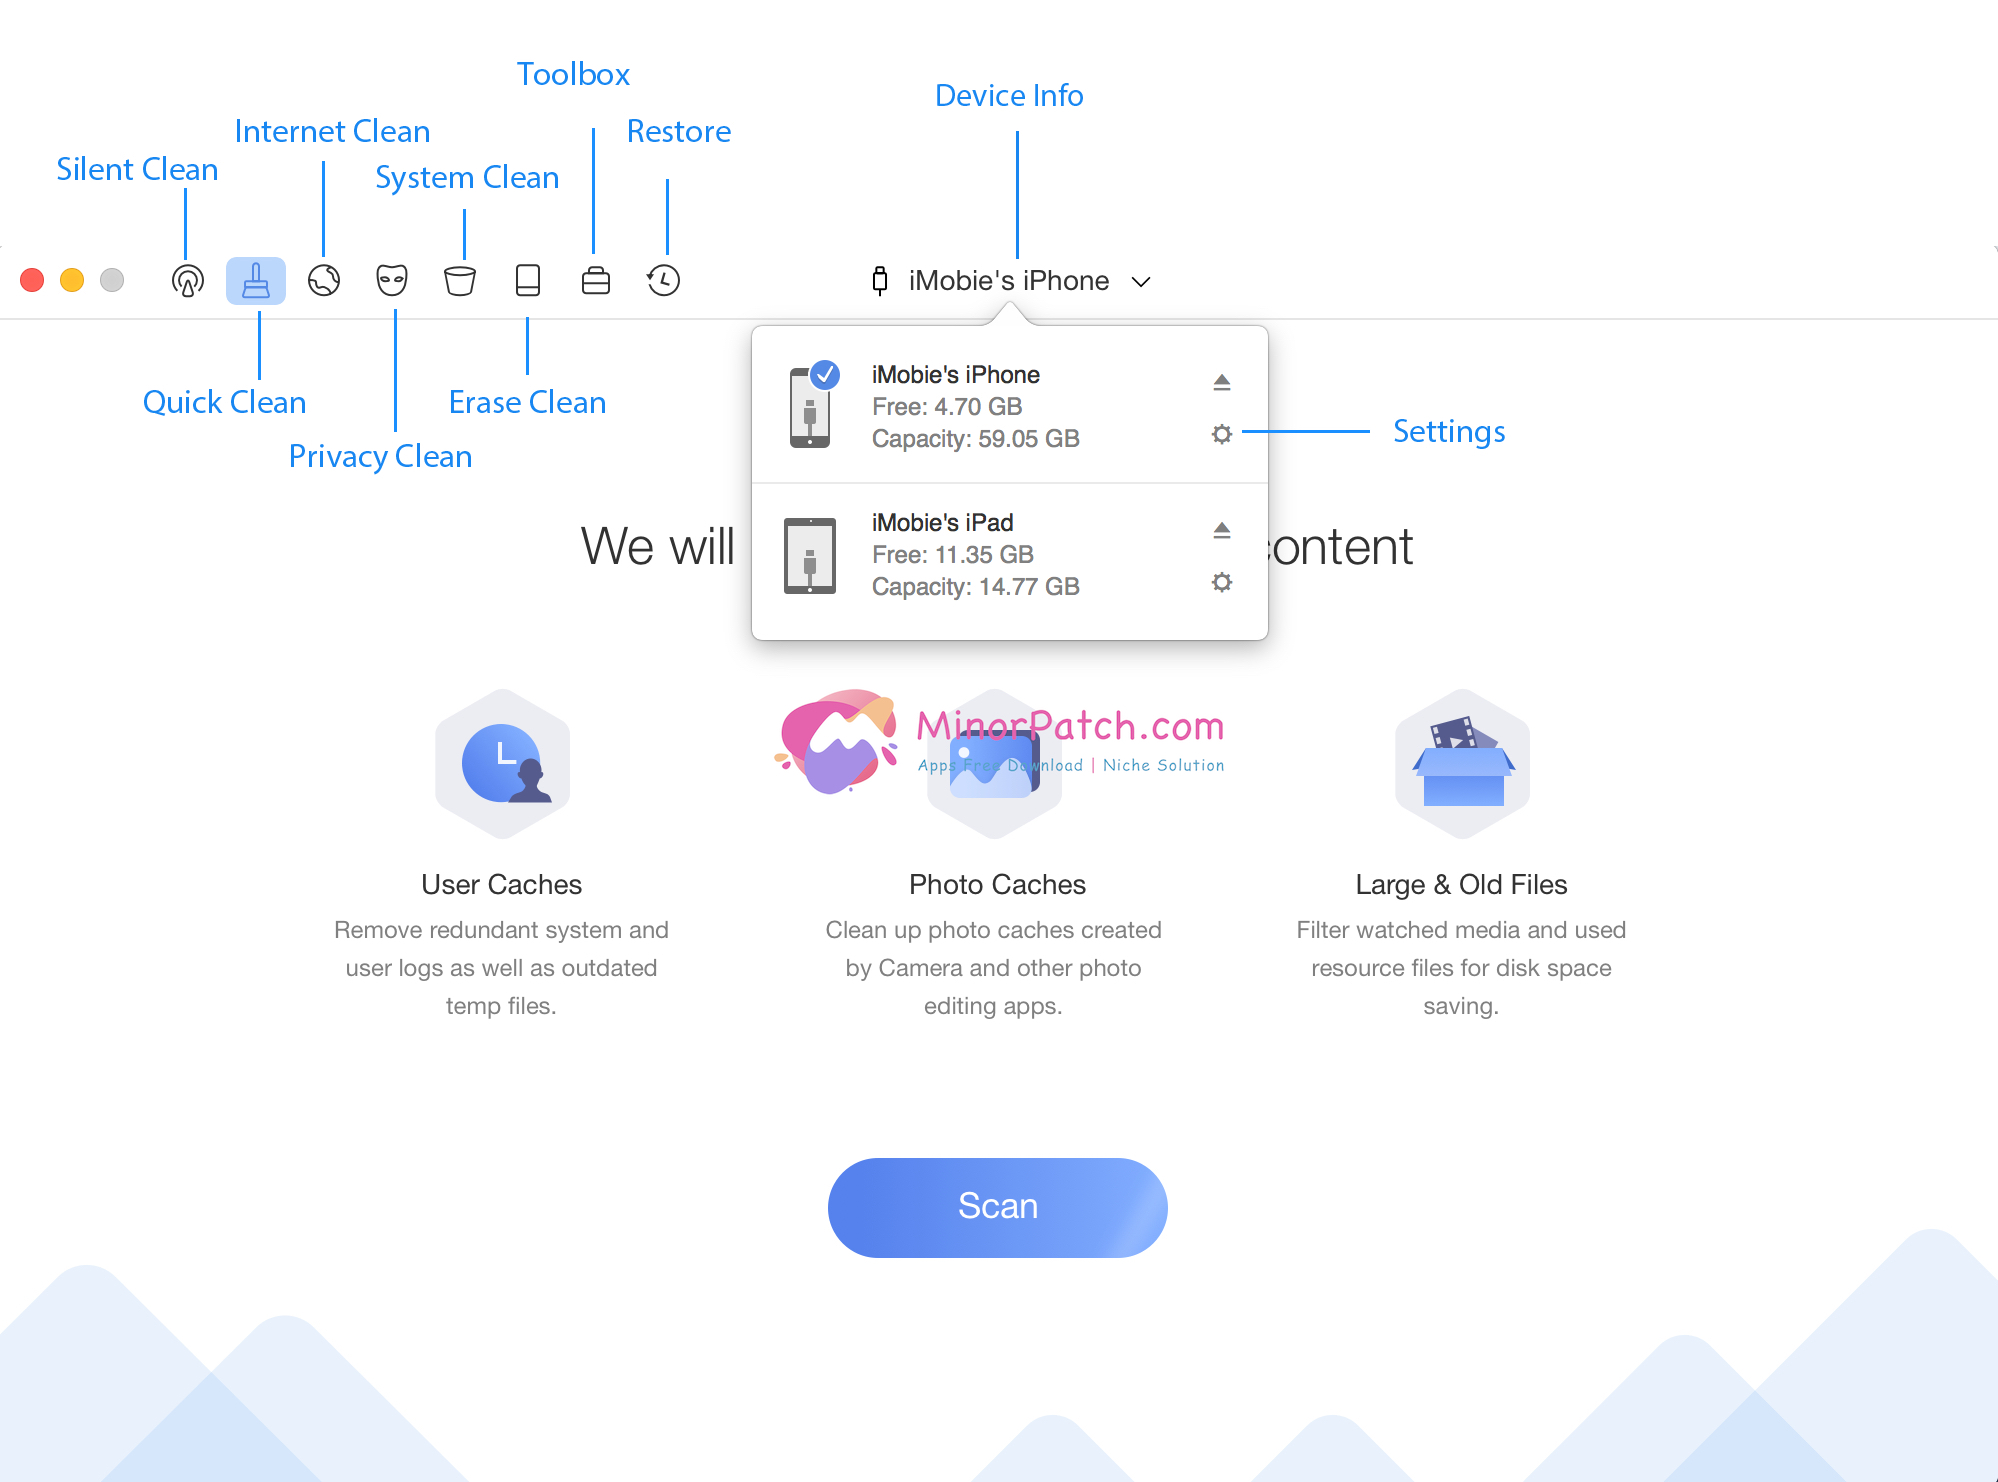 Toolbox
Device Info
Internet Clean
Restore
Silent Clean
System Clean
iMobie's iPhone
Quick Clean
Erase Clean
Privacy Clean
iMobie's iPhone
Free: 4.70 GB
Capacity: 59.05 GB
Settings
iMobie's iPad
Free: 11.35 GB
Capacity: 14.77 GB
We will
MinorPatch.com
Apps Free Download | Niche Solution
User Caches
Remove redundant system and
user logs as well as outdated
temp files.
Photo Caches
Clean up photo caches created
by Camera and other photo
editing apps.
Large & Old Files
Filter watched media and used
resource files for disk space
saving.
Scan